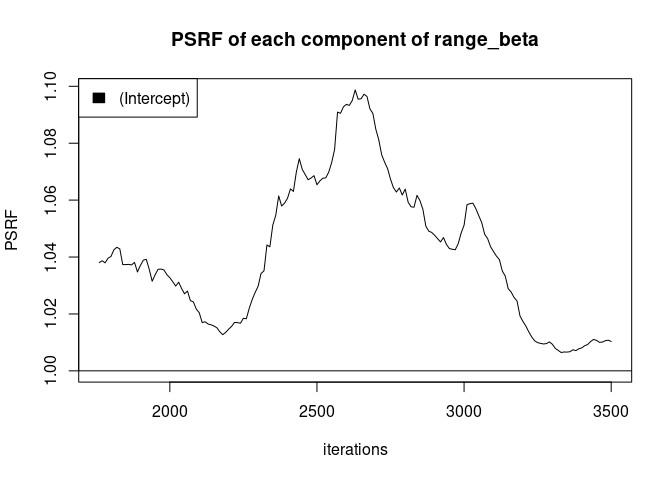 PSRF of each component of range_beta
(Intercept)
PSRF
1.10
1.08
1.06
1.04
1.02
1.00
2000 2500 3000 3500
iterations